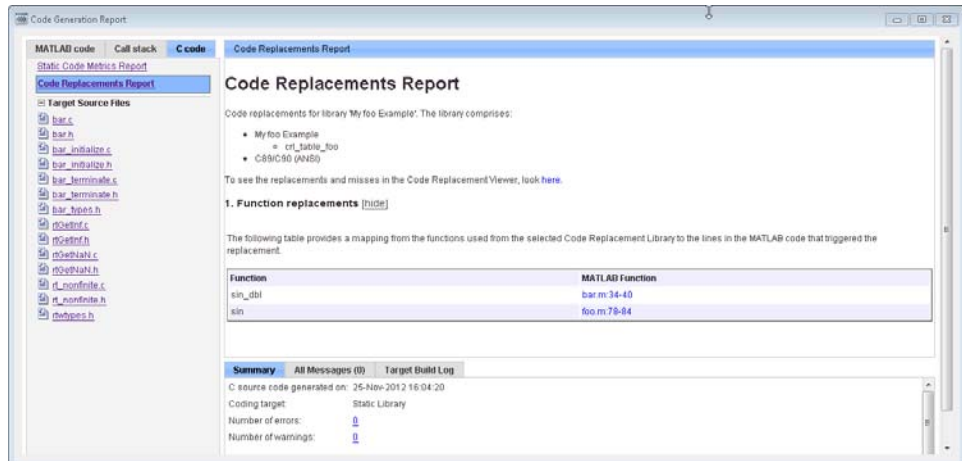 Code Generation Report
MATLAB code Call stack C code
Static Code Metrics Report
Code Replacements Report
Target Source Files
bar.c
bar.h
bar_initialize.c
bar_initialize.h
bar_terminate.c
bar_terminate.h
bar_types.h
rtGetInf.c
rtGetInf.h
rtGetNaN.c
rtGetNaN.h
rt_nonfinite.c
rt_nonfinite.h
rtwtypes.h
Code Replacements Report
Code Replacements Report
Code replacements for library 'My foo Example'. The library comprises:
My foo Example
crl_table_foo
C89/C90 (ANSI)
To see the replacements and misses in the Code Replacement Viewer, look here.
1. Function replacements [hide]
The following table provides a mapping from the functions used from the selected Code Replacement Library to the lines in the MATLAB code that triggered the
replacement.
Function MATLAB Function
sin_dbl bar.m:34-40
sin foo.m:78-84
Summary All Messages (0) Target Build Log
C source code generated on: 25-Nov-2012 16:04:20
Coding target: Static Library
Number of errors: 0
Number of warnings: 0